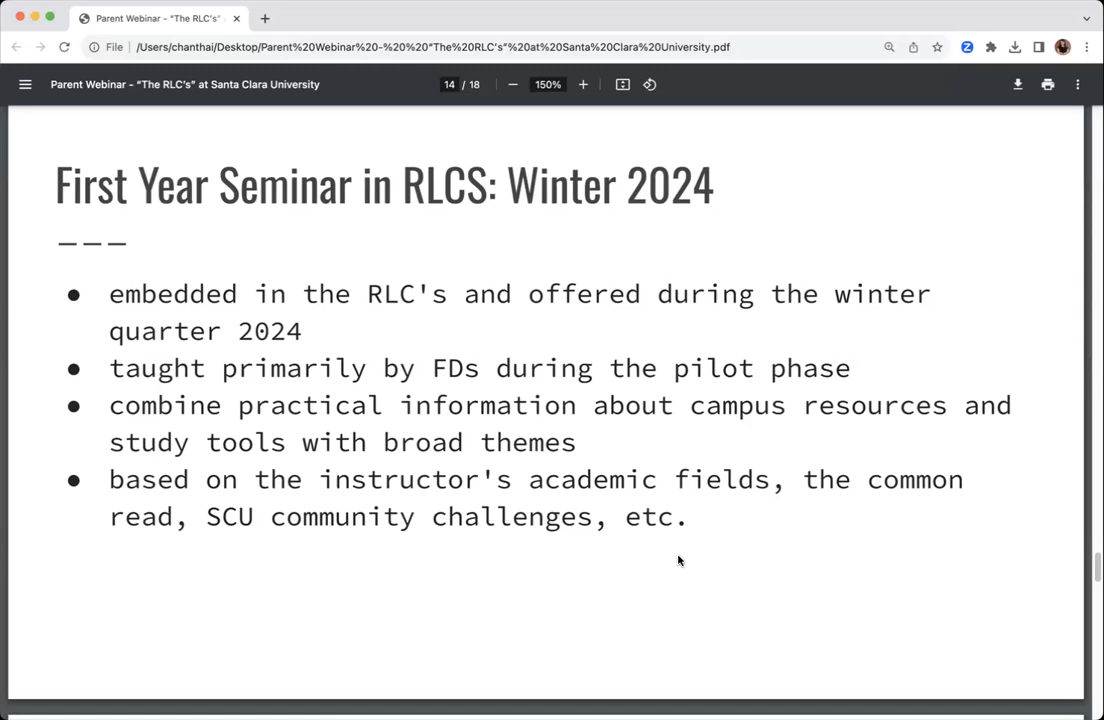 Parent Webinar - “The RLC's”
File
/Users/chanthai/Desktop/Parent%20Webinar%20-%20%20“The%20RLC's”%20at%20Santa%20Clara%20University.pdf
Parent Webinar - “The RLC's” at Santa Clara University
14 / 18
150%
First Year Seminar in RLCS: Winter 2024
● embedded in the RLC's and offered during the winter
quarter 2024
● taught primarily by FDs during the pilot phase
● combine practical information about campus resources and
study tools with broad themes
● based on the instructor's academic fields, the common
read, SCU community challenges, etc.